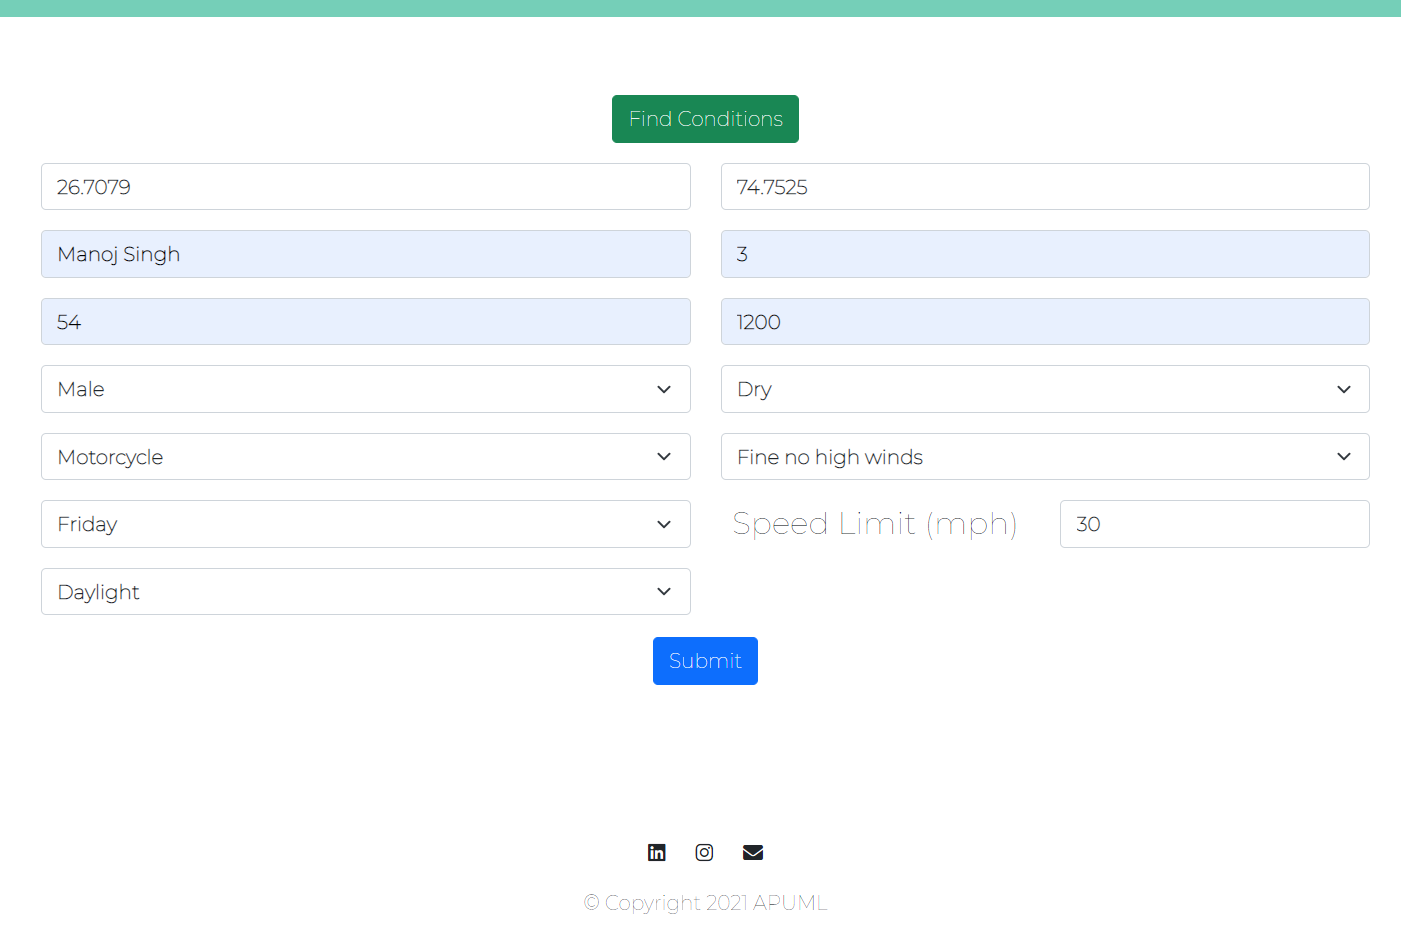 Find Conditions
26.7079
74.7525
Manoj Singh
3
54
1200
Male
Dry
Motorcycle
Fine no high winds
Friday
Speed Limit (mph)
30
Daylight
Submit
© Copyright 2021 APUML